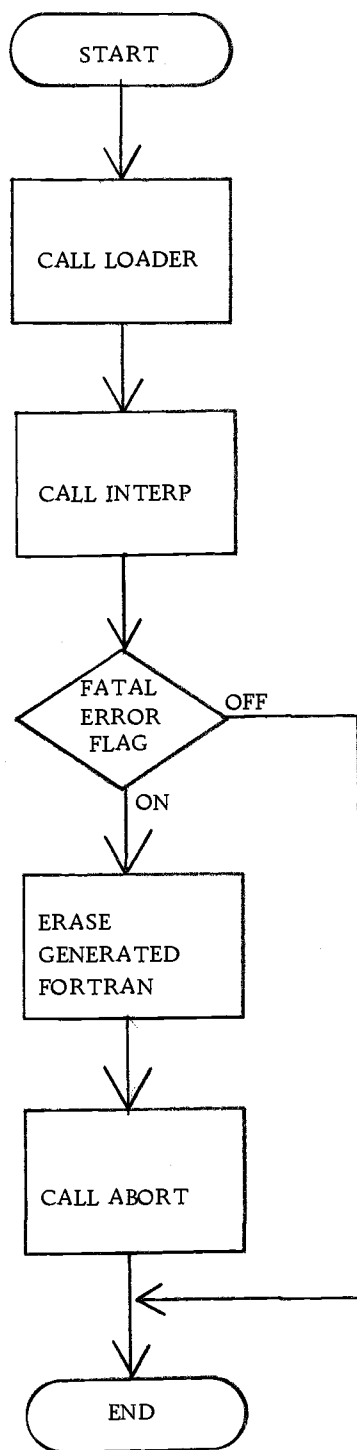 START
CALL LOADER
CALL INTERP
FATAL
ERROR
FLAG
OFF
ON
ERASE
GENERATED
FORTRAN
CALL ABORT
END